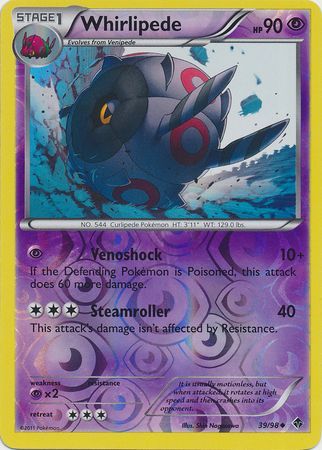 STAGE1
Whirlipede
HP 90
Evolves from Venipede
NO. 544 Curlipede Pokémon HT: 3'11" WT: 129.0 lbs.
Venoshock 10+
If the Defending Pokémon is Poisoned, this attack
does 60 more damage.
Steamroller 40
This attack's damage isn't affected by Resistance.
weakness resistance
×2
retreat
It is usually motionless, but
when attacked, it rotates at high
speed and then crashes into its
opponent.
Illus. Shin Nagasawa
©2011 Pokémon
39/98